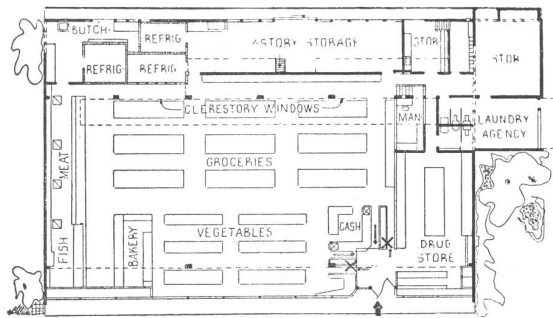 BUTCH.
REFRIG
2 STORY STORAGE
STOR
STOR
REFRIG
REFRIG
CLERESTORY WINDOWS
MAN
LAUNDRY
AGENCY
MEAT
GROCERIES
FISH
BAKERY
VEGETABLES
CASH
DRUG
STORE